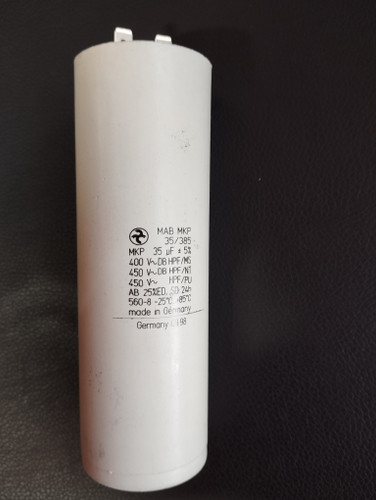 MAB MKP
35/385
MKP 35 µF ± 5%
400 V~DB HPF/MS
450 V~DB HPF/NT
450 V~ HPF/PU
AB 25%ED 50 24h
560-8 -25°C +85°C
made in Germany
Germany 98